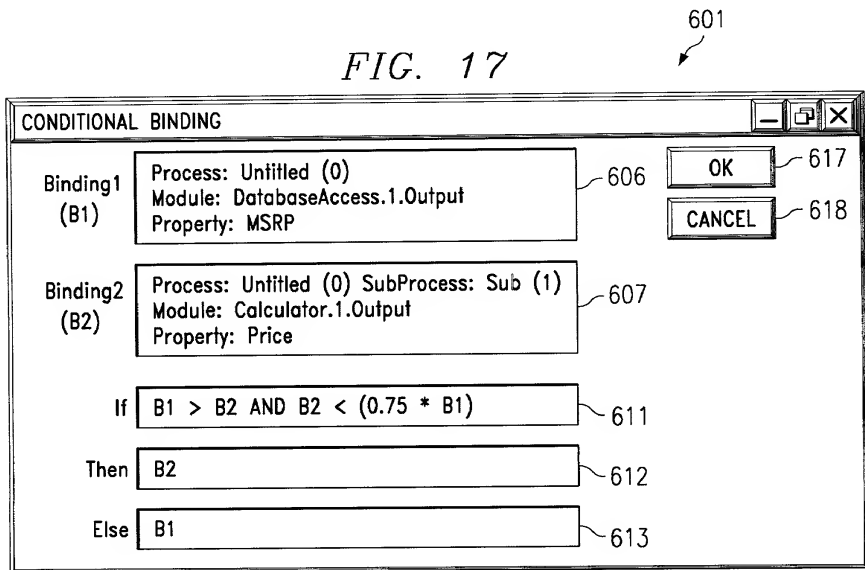 601
FIG. 17
CONDITIONAL BINDING
Binding1
(B1)
Process: Untitled (0)
Module: DatabaseAccess.1.Output
Property: MSRP
606
OK
617
CANCEL
618
Binding2
(B2)
Process: Untitled (0) SubProcess: Sub (1)
Module: Calculator.1.Output
Property: Price
607
If
B1 > B2 AND B2 < (0.75 * B1)
611
Then
B2
612
Else
B1
613